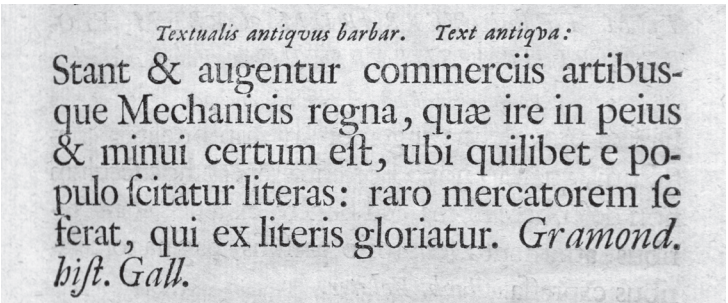 Textualis antiqvus barbar. Text antiqva:
Stant & augentur commerciis artibus-
que Mechanicis regna, quæ ire in peius
& minui certum eſt, ubi quilibet e po-
pulo ſcitatur literas: raro mercatorem ſe
ferat, qui ex literis gloriatur. Gramond.
hiſt. Gall.